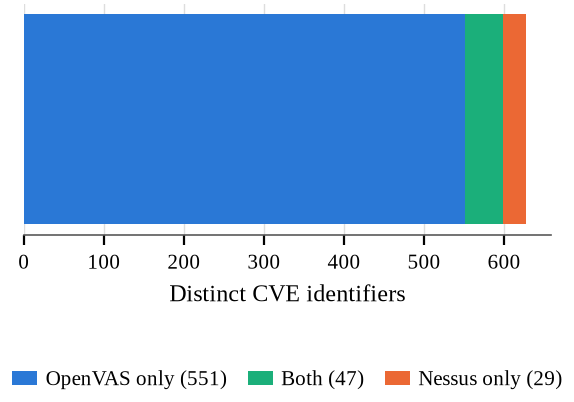 0 100 200 300 400 500 600
Distinct CVE identifiers
OpenVAS only (551) Both (47) Nessus only (29)